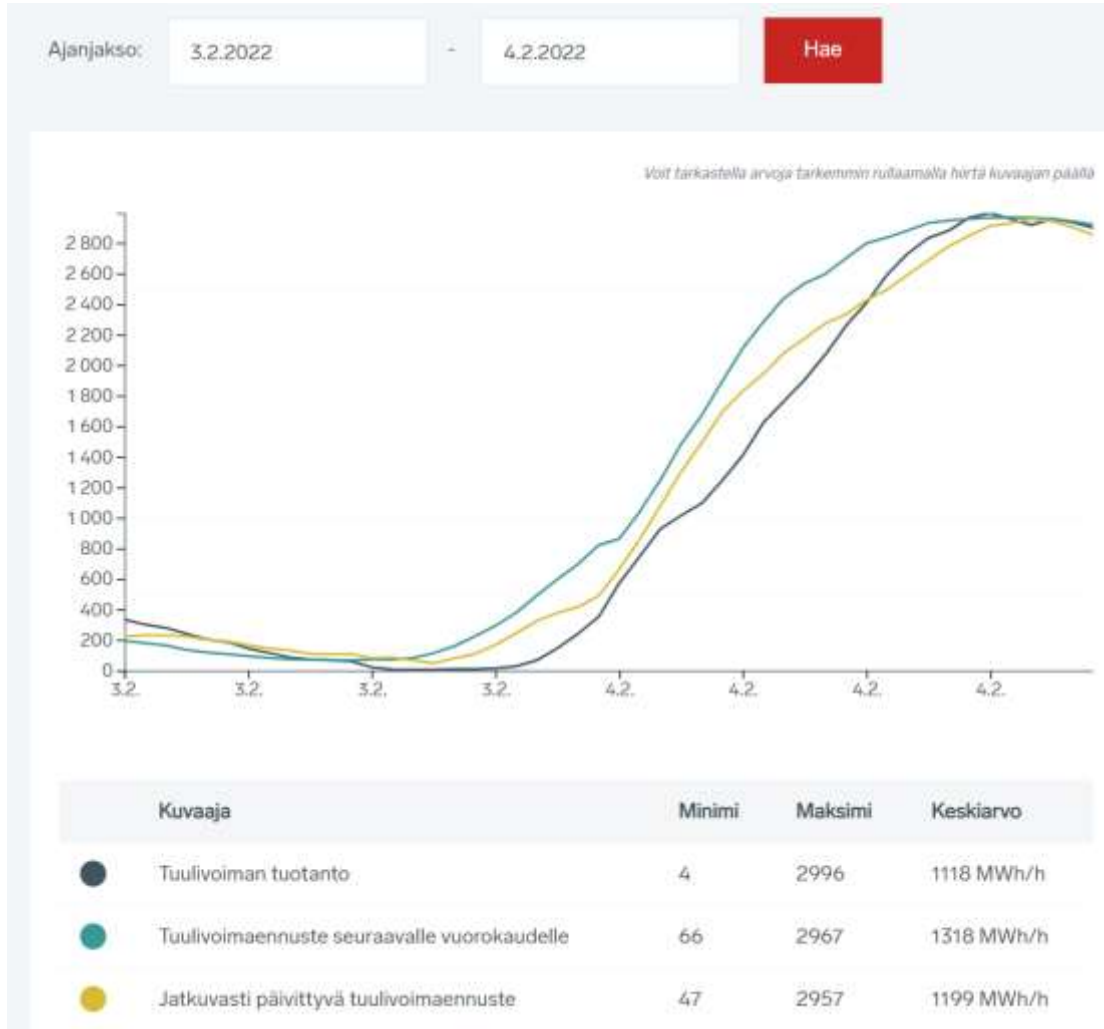 Ajanjakso: 3.2.2022 - 4.2.2022 Hae
Voit tarkastella arvoja tarkemmin rullaamalla hiirtä kuvaajan päällä
2 800
2 600
2 400
2 200
2 000
1 800
1 600
1 400
1 200
1 000
800
600
400
200
0
3.2. 3.2. 3.2. 3.2. 4.2. 4.2. 4.2. 4.2.
Kuvaaja Minimi Maksimi Keskiarvo
Tuulivoiman tuotanto 4 2996 1118 MWh/h
Tuulivoimaennuste seuraavalle vuorokaudelle 66 2967 1318 MWh/h
Jatkuvasti päivittyvä tuulivoimaennuste 47 2957 1199 MWh/h